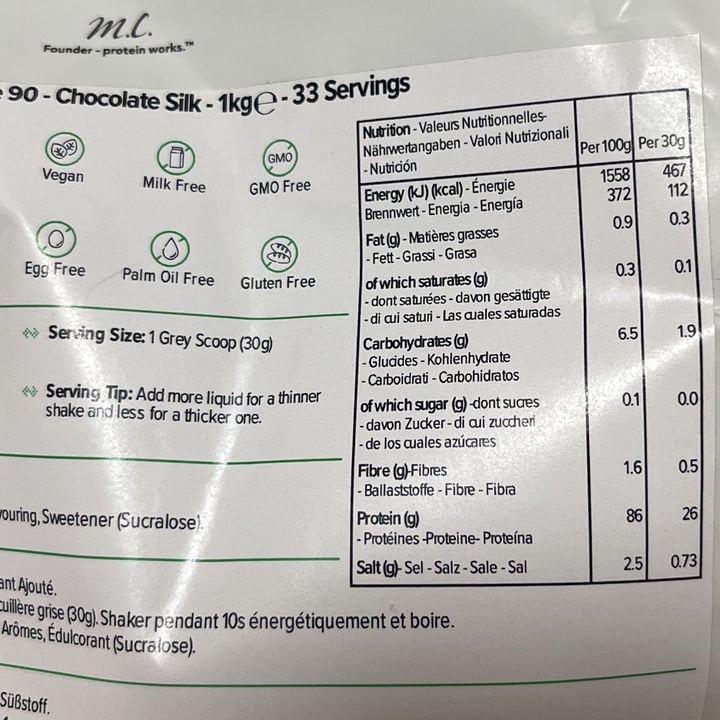 m.c.
Founder - protein works.™
90 - Chocolate Silk - 1kg℮ - 33 Servings
Vegan
Milk Free
GMO
GMO Free
Egg Free
Palm Oil Free
Gluten Free
Serving Size: 1 Grey Scoop (30g)
Serving Tip: Add more liquid for a thinner
shake and less for a thicker one.
Sweetener (Sucralose).
Ajouté.
grise (30g). Shaker pendant 10s énergétiquement et boire.
Arômes, Édulcorant (Sucralose).
Süßstoff.
Nutrition - Valeurs Nutritionnelles-
Nährwertangaben - Valori Nutrizionali
- Nutrición
Per 100g Per 30g
Energy (kJ) (kcal) - Énergie 1558 467
Brennwert - Energia - Energía 372 112
Fat (g) - Matières grasses 0.9 0.3
- Fett - Grassi - Grasa
of which saturates (g) 0.3 0.1
- dont saturées - davon gesättigte
- di cui saturi - Las cuales saturadas
Carbohydrates (g) 6.5 1.9
- Glucides - Kohlenhydrate
- Carboidrati - Carbohidratos
of which sugar (g) -dont sucres 0.1 0.0
- davon Zucker - di cui zuccheri
- de los cuales azúcares
Fibre (g)-Fibres 1.6 0.5
- Ballaststoffe - Fibre - Fibra
Protein (g) 86 26
- Protéines -Proteine- Proteína
Salt (g)- Sel - Salz - Sale - Sal 2.5 0.73